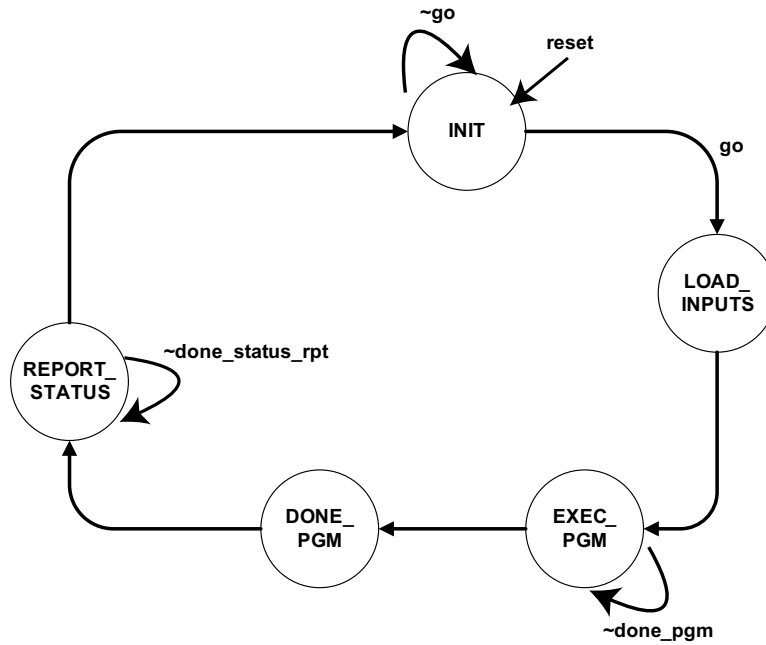 ~go
reset
INIT
go
LOAD_
INPUTS
~done_status_rpt
REPORT_
STATUS
DONE_
PGM
EXEC_
PGM
~done_pgm